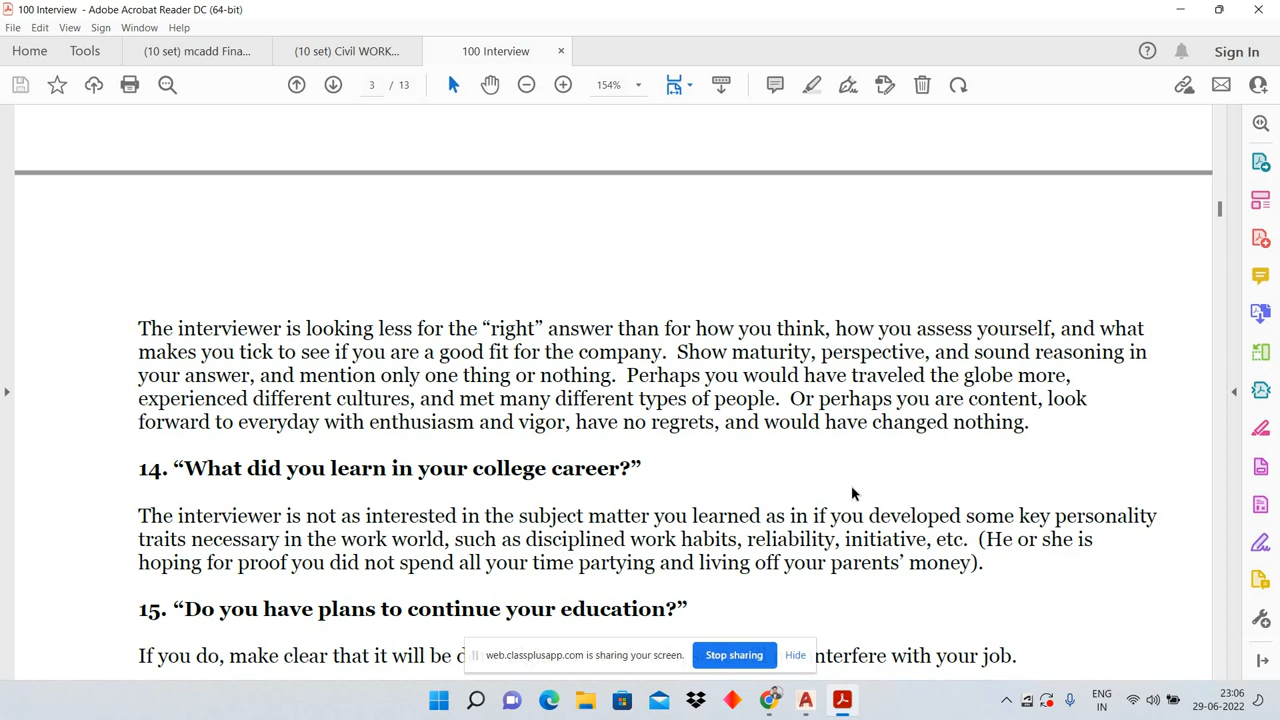 100 Interview - Adobe Acrobat Reader DC (64-bit)
File Edit View Sign Window Help
Home Tools (10 set) mcadd Fina... (10 set) Civil WORK... 100 Interview × Sign In
3 / 13 154%
The interviewer is looking less for the “right” answer than for how you think, how you assess yourself, and what
makes you tick to see if you are a good fit for the company. Show maturity, perspective, and sound reasoning in
your answer, and mention only one thing or nothing. Perhaps you would have traveled the globe more,
experienced different cultures, and met many different types of people. Or perhaps you are content, look
forward to everyday with enthusiasm and vigor, have no regrets, and would have changed nothing.
14. “What did you learn in your college career?”
The interviewer is not as interested in the subject matter you learned as in if you developed some key personality
traits necessary in the work world, such as disciplined work habits, reliability, initiative, etc. (He or she is
hoping for proof you did not spend all your time partying and living off your parents’ money).
15. “Do you have plans to continue your education?”
If you do, make clear that it will be nterfere with your job.
web.classplusapp.com is sharing your screen. Stop sharing Hide
ENG
IN
23:06
29-06-2022